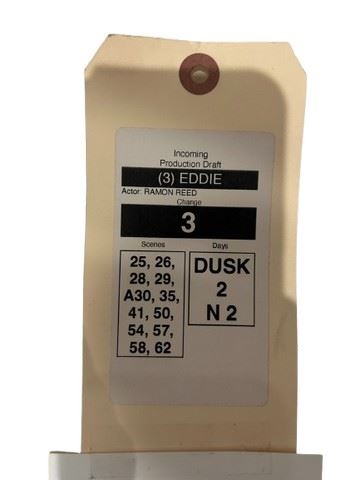 Incoming
Production Draft
(3) EDDIE
Actor: RAMON REED
Change
3
Scenes
25, 26,
28, 29,
A30, 35,
41, 50,
54, 57,
58, 62
Days
DUSK
2
N 2